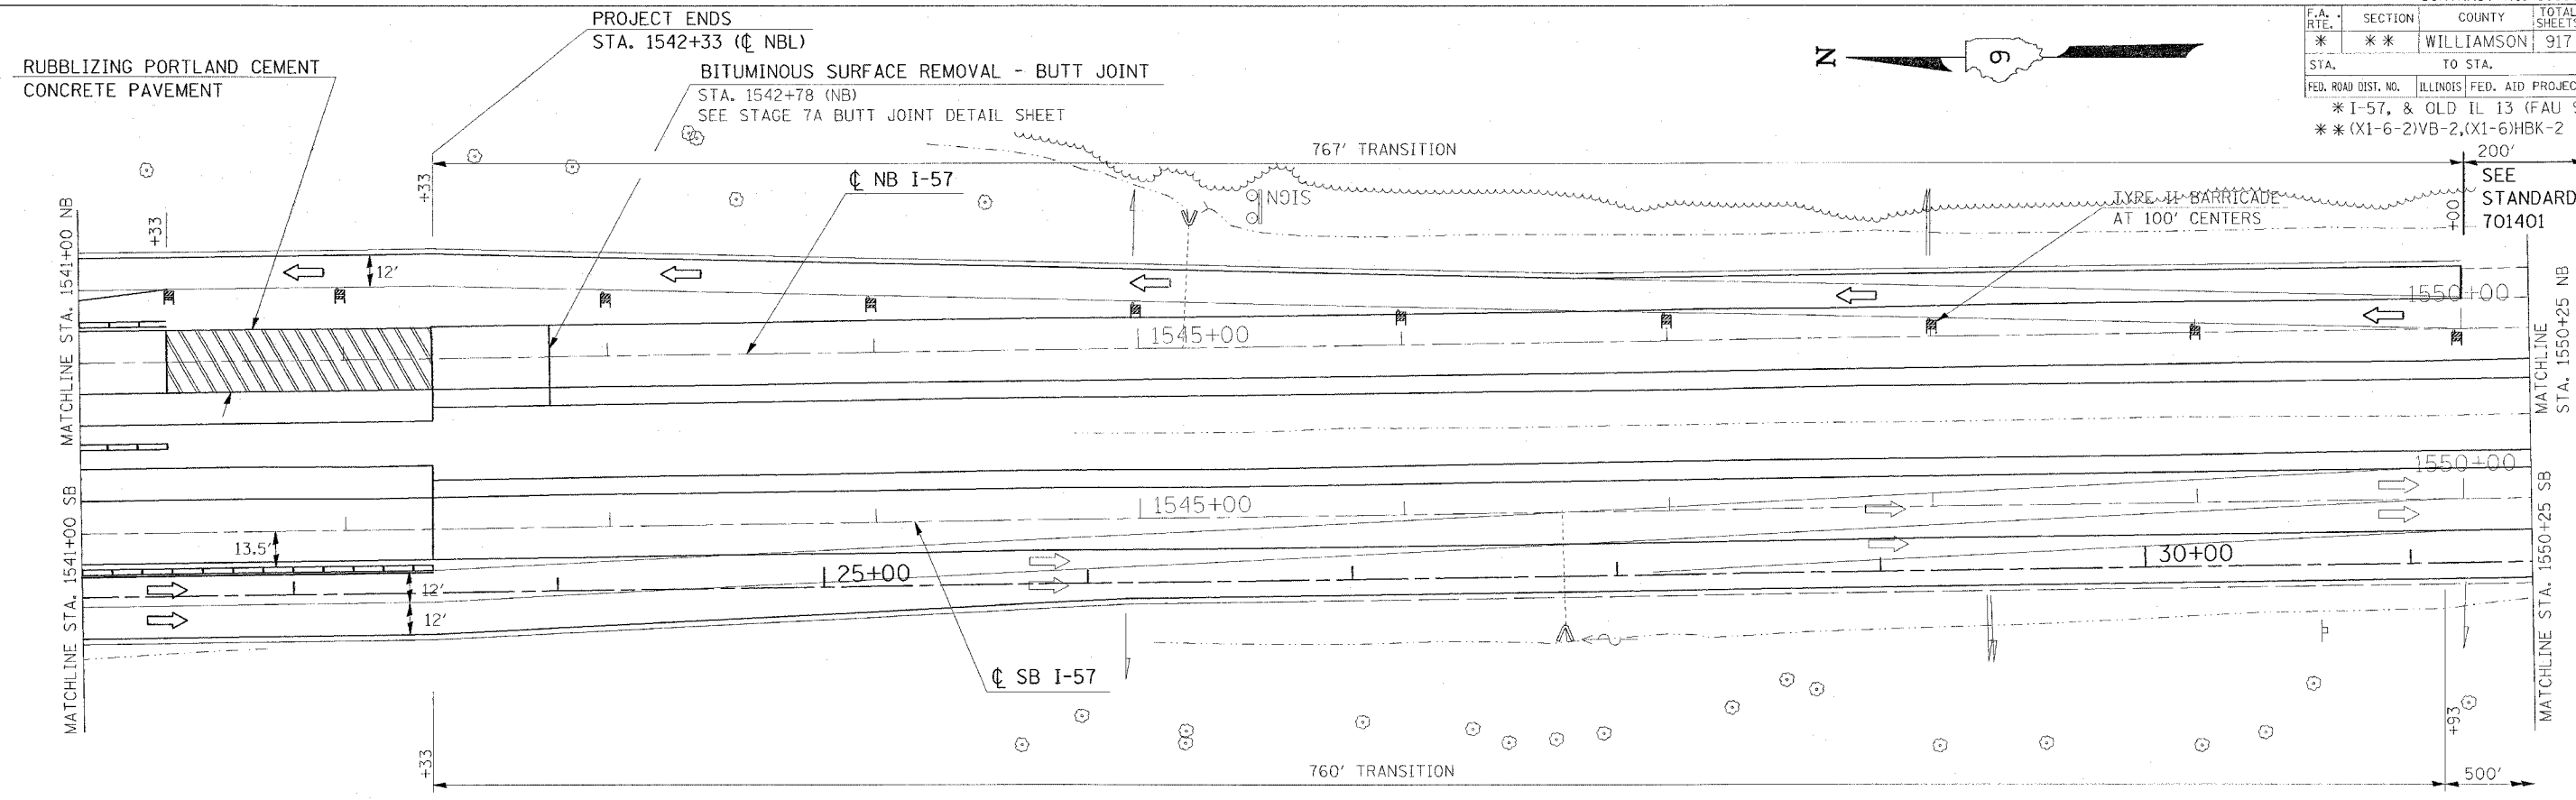 PROJECT ENDS
STA. 1542+33 (℄ NBL)
RUBBLIZING PORTLAND CEMENT
CONCRETE PAVEMENT
BITUMINOUS SURFACE REMOVAL - BUTT JOINT
STA. 1542+78 (NB)
SEE STAGE 7A BUTT JOINT DETAIL SHEET
N
6
F.A. RTE.
SECTION
COUNTY
TOTAL SHEETS
*
**
WILLIAMSON
917
STA.
TO STA.
FED. ROAD DIST. NO.
ILLINOIS
FED. AID PROJEC
* I-57, & OLD IL 13 (FAU 9
** (X1-6-2)VB-2,(X1-6)HBK-2
767' TRANSITION
200'
SEE
STANDARD
701401
+33
+33
℄ NB I-57
SIGN
TYPE II BARRICADE
AT 100' CENTERS
+00
MATCHLINE STA. 1541+00 NB
12'
1545+00
1550+00
MATCHLINE
STA. 1550+25 NB
MATCHLINE STA. 1541+00 SB
13.5'
12'
12'
1545+00
1550+00
25+00
30+00
℄ SB I-57
MATCHLINE STA. 1550+25 SB
+33
760' TRANSITION
+93
500'